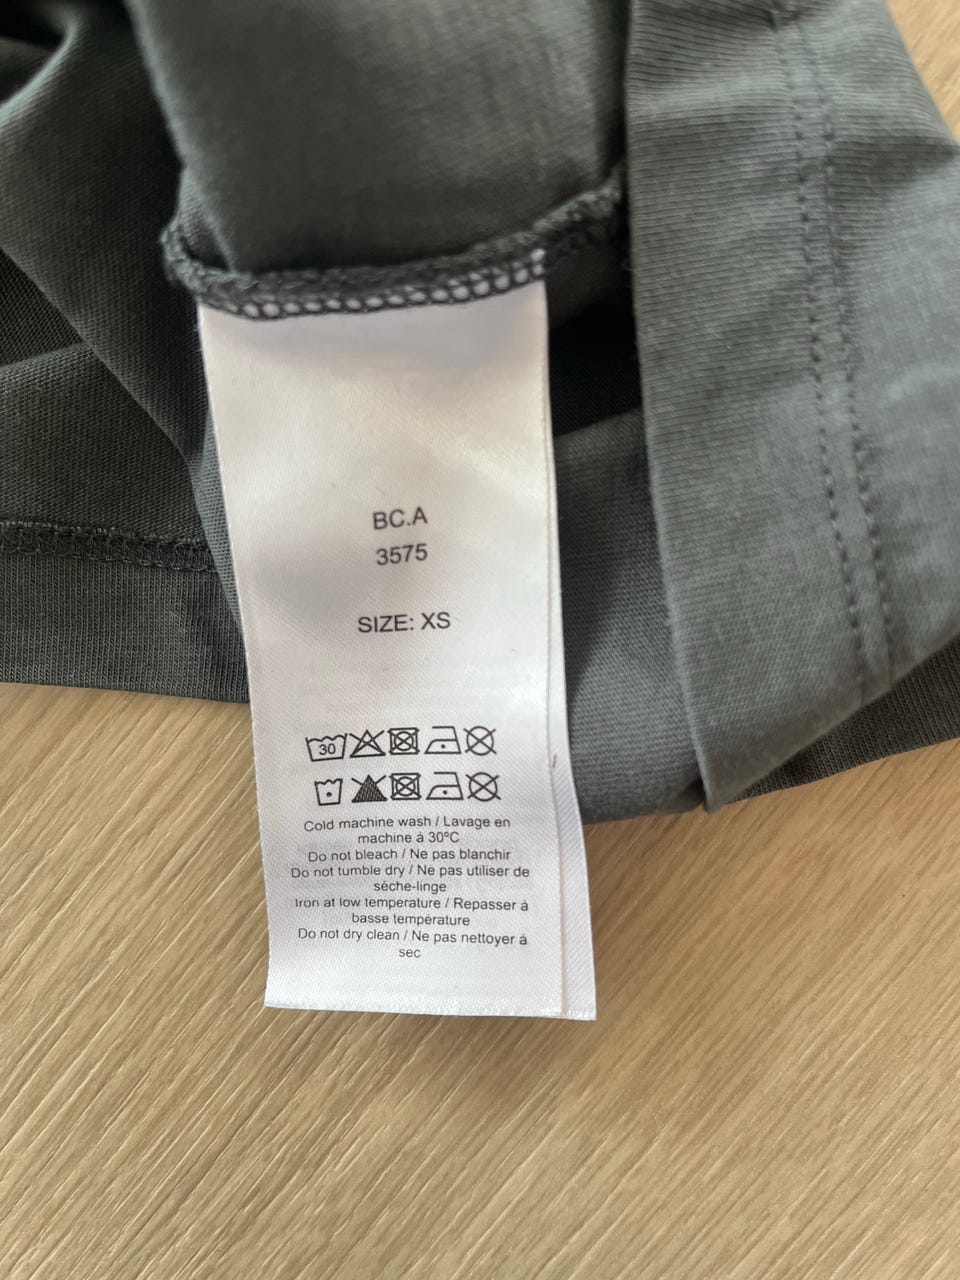 BC.A
3575
SIZE: XS
30
Cold machine wash / Lavage en
machine à 30ºC
Do not bleach / Ne pas blanchir
Do not tumble dry / Ne pas utiliser de
sèche-linge
Iron at low temperature / Repasser à
basse température
Do not dry clean / Ne pas nettoyer à
sec